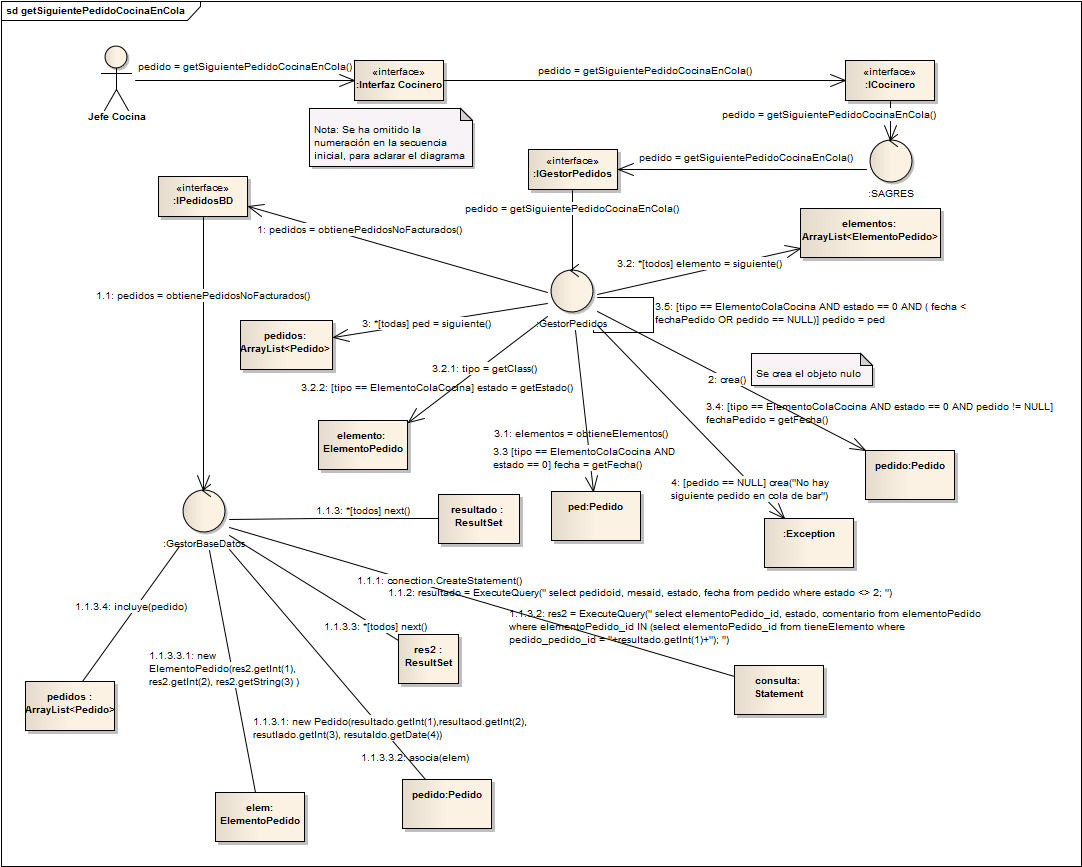 sd getSiguientePedidoCocinaEnCola
pedido = getSiguientePedidoCocinaEnCola()
pedido = getSiguientePedidoCocinaEnCola()
«interface»
:Interfaz Cocinero
«interface»
:ICocinero
Jefe Cocina
pedido = getSiguientePedidoCocinaEnCola()
Nota: Se ha omitido la
numeración en la secuencia
inicial, para aclarar el diagrama
pedido = getSiguientePedidoCocinaEnCola()
«interface»
:IGestorPedidos
:SAGRES
«interface»
:IPedidosBD
pedido = getSiguientePedidoCocinaEnCola()
elementos:
ArrayList<ElementoPedido>
1: pedidos = obtienePedidosNoFacturados()
3.2: *[todos] elemento = siguiente()
1.1: pedidos = obtienePedidosNoFacturados()
3.5: [tipo == ElementoColaCocina AND estado == 0 AND ( fecha <
fechaPedido OR pedido == NULL)] pedido = ped
:GestorPedidos
3: *[todas] ped = siguiente()
pedidos:
ArrayList<Pedido>
3.2.1: tipo = getClass()
3.2.2: [tipo == ElementoColaCocina] estado = getEstado()
2: crea()
Se crea el objeto nulo
3.4: [tipo == ElementoColaCocina AND estado == 0 AND pedido != NULL]
fechaPedido = getFecha()
elemento:
ElementoPedido
3.1: elementos = obtieneElementos()
3.3 [tipo == ElementoColaCocina AND
estado == 0] fecha = getFecha()
pedido:Pedido
4: [pedido == NULL] crea("No hay
siguiente pedido en cola de bar")
ped:Pedido
:Exception
1.1.3: *[todos] next()
resultado :
ResultSet
:GestorBaseDatos
1.1.1: conection.CreateStatement()
1.1.2: resultado = ExecuteQuery(" select pedidoid, mesaid, estado, fecha from pedido where estado <> 2; ")
1.1.3.4: incluye(pedido)
1.1.3.2: res2 = ExecuteQuery(" select elementoPedido_id, estado, comentario from elementoPedido
where elementoPedido_id IN (select elementoPedido_id from tieneElemento where
pedido_pedido_id = "+resultado.getInt(1)+"); ")
1.1.3.3: *[todos] next()
res2 :
ResultSet
1.1.3.3.1: new
ElementoPedido(res2.getInt(1),
res2.getInt(2), res2.getString(3) )
consulta:
Statement
pedidos :
ArrayList<Pedido>
1.1.3.1: new Pedido(resultado.getInt(1),resultaod.getInt(2),
resutlado.getInt(3), resutaldo.getDate(4))
1.1.3.3.2: asocia(elem)
pedido:Pedido
elem:
ElementoPedido